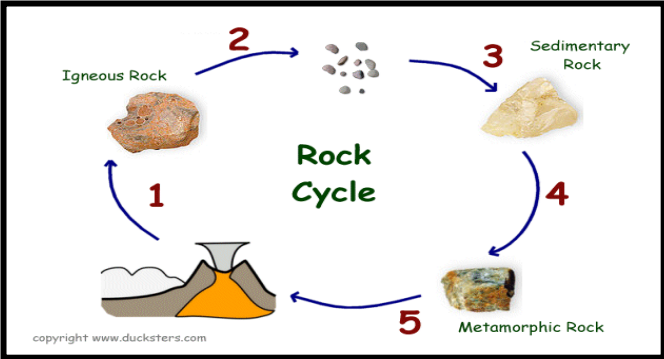 2
3
Sedimentary
Rock
Igneous Rock
Rock
Cycle
1
4
5
Metamorphic Rock
copyright www.ducksters.com